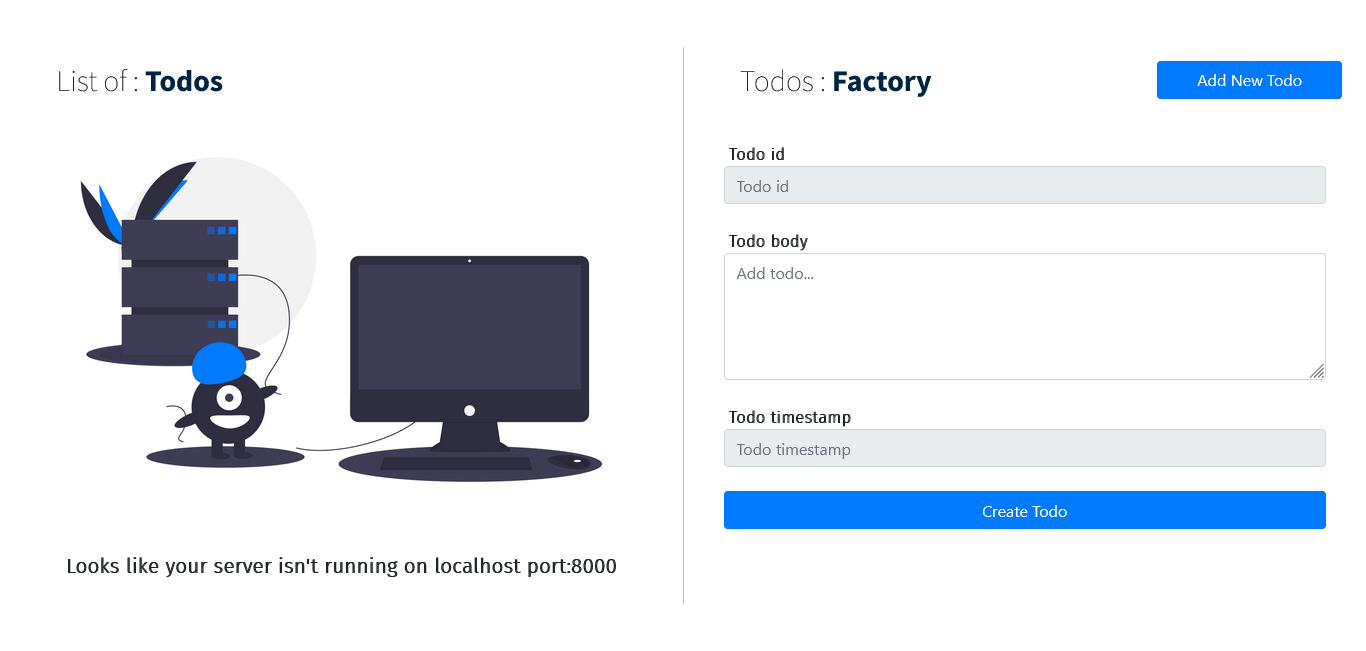 List of : Todos
Looks like your server isn't running on localhost port:8000
Todos : Factory
Add New Todo
Todo id
Todo id
Todo body
Add todo...
Todo timestamp
Todo timestamp
Create Todo